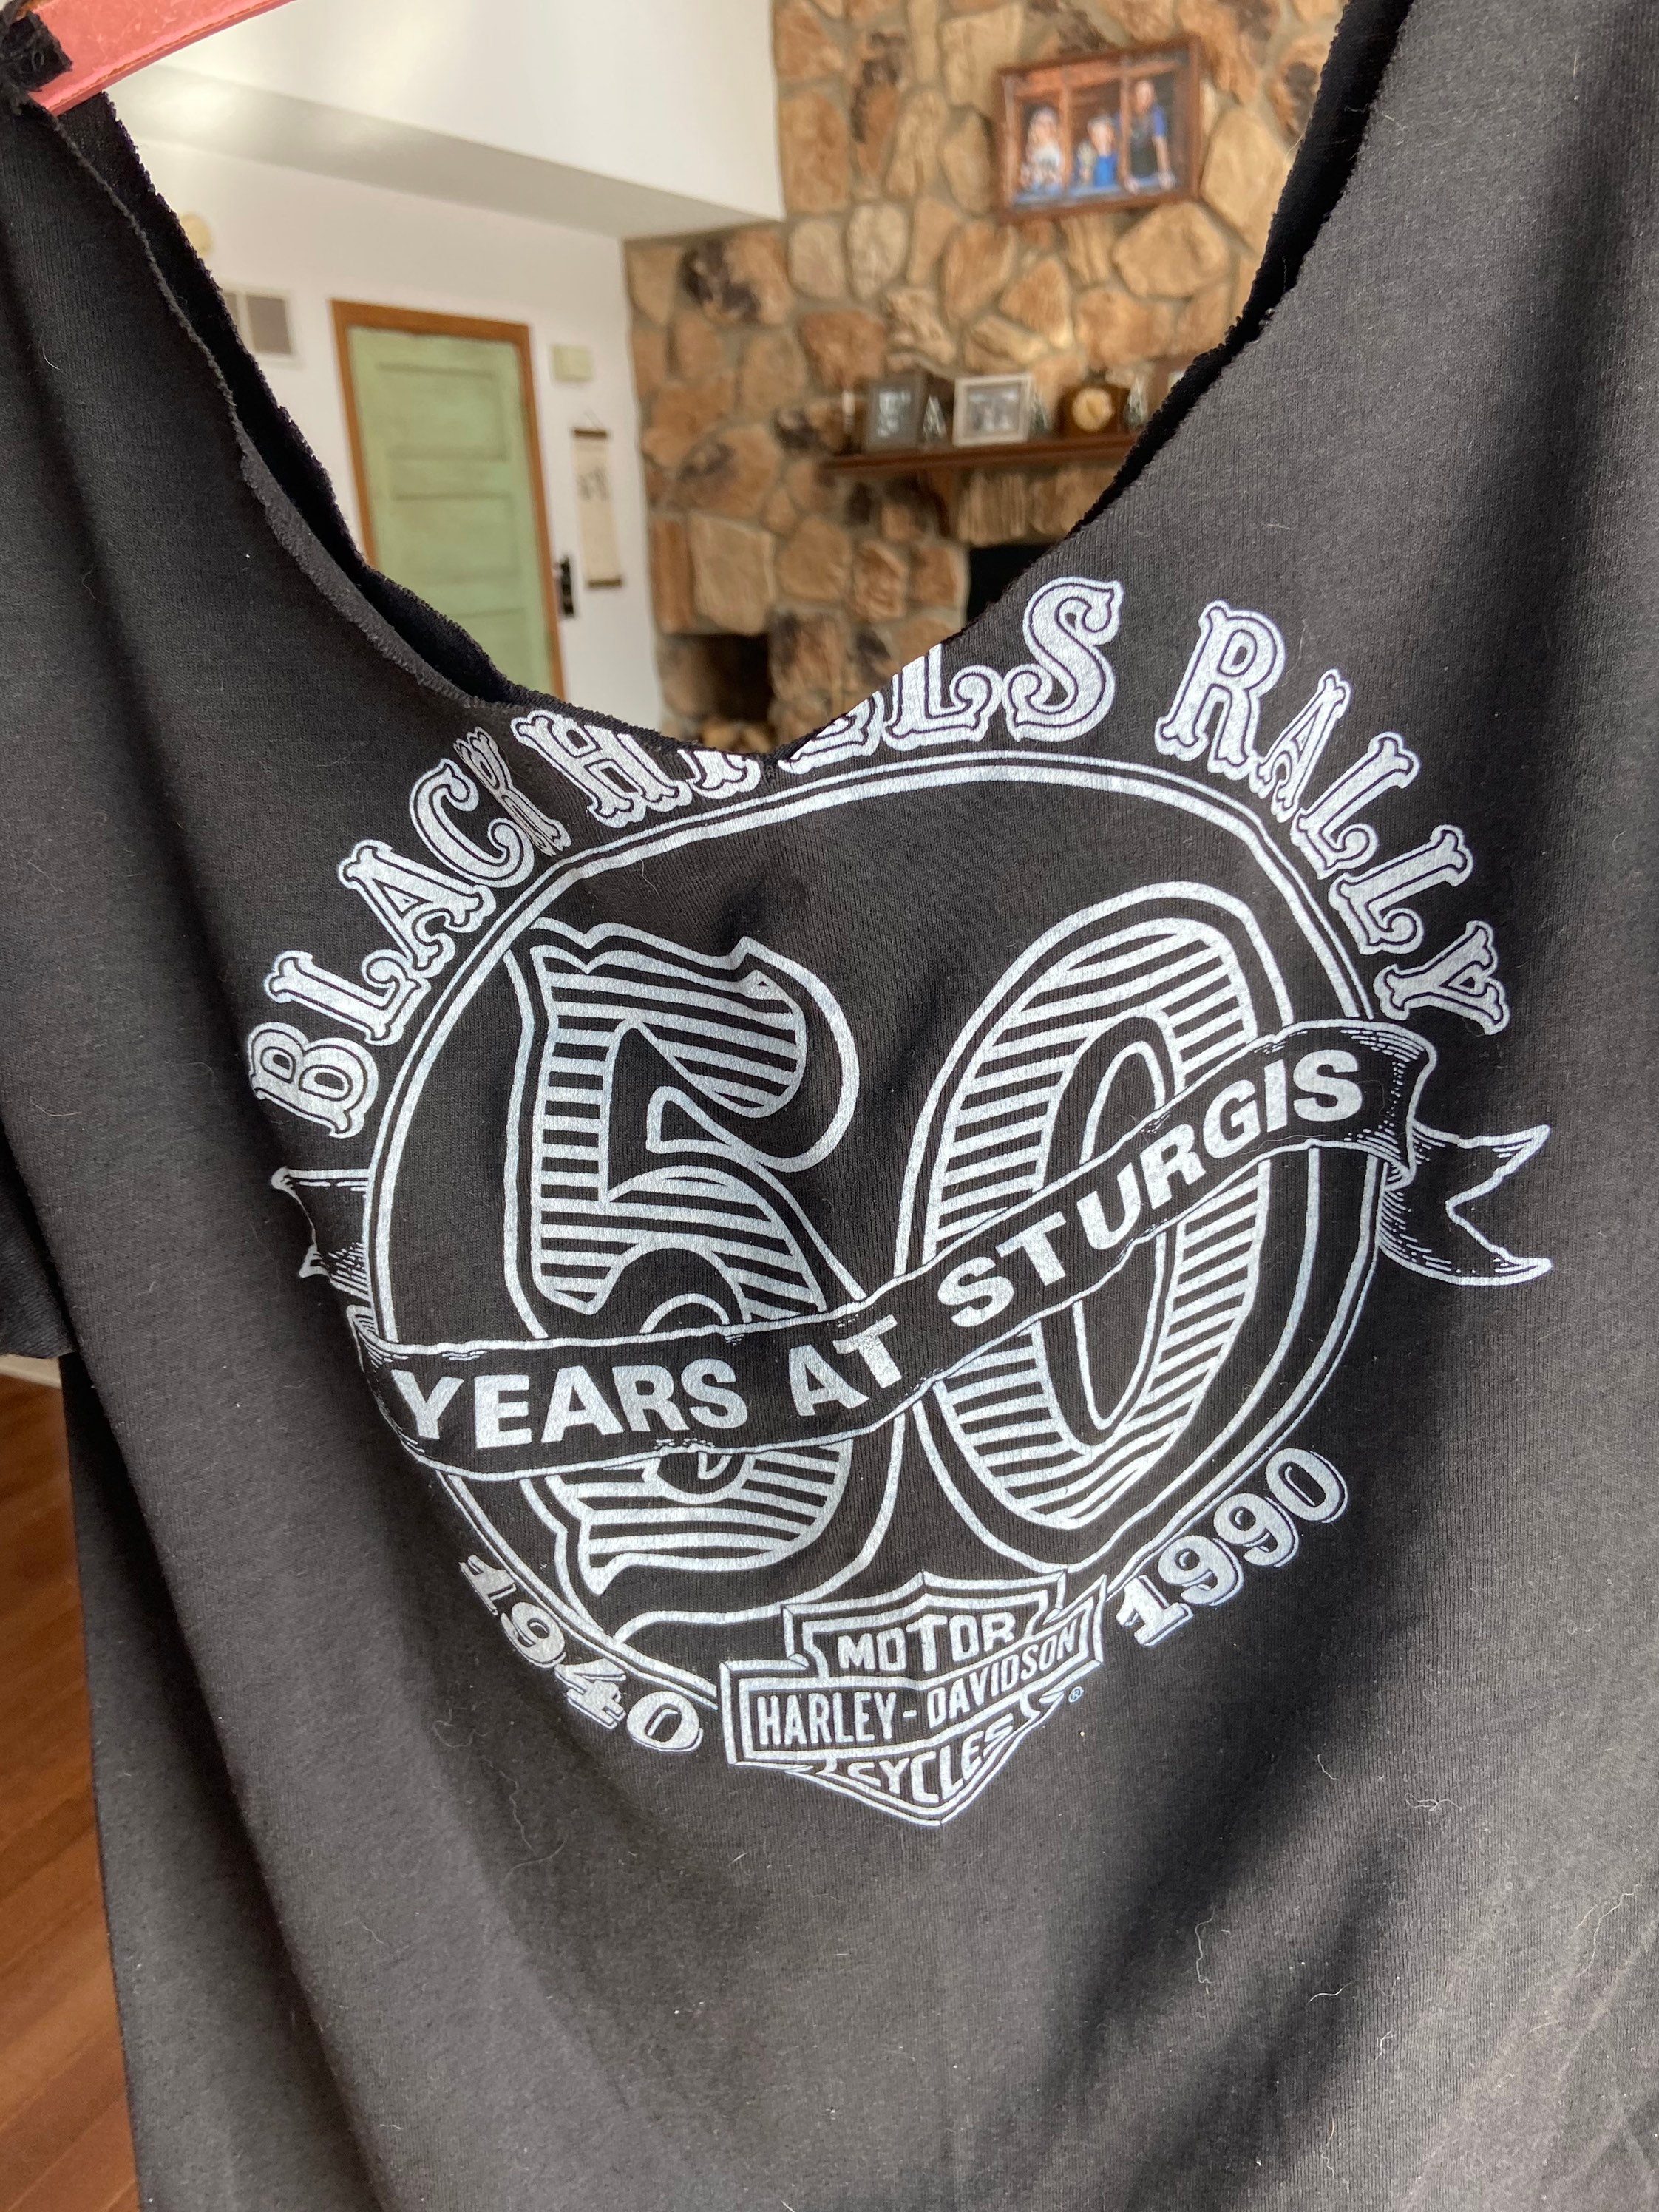 BLACK HILLS RALLY
50
YEARS AT STURGIS
1940
1990
MOTOR
HARLEY-DAVIDSON
CYCLES
®